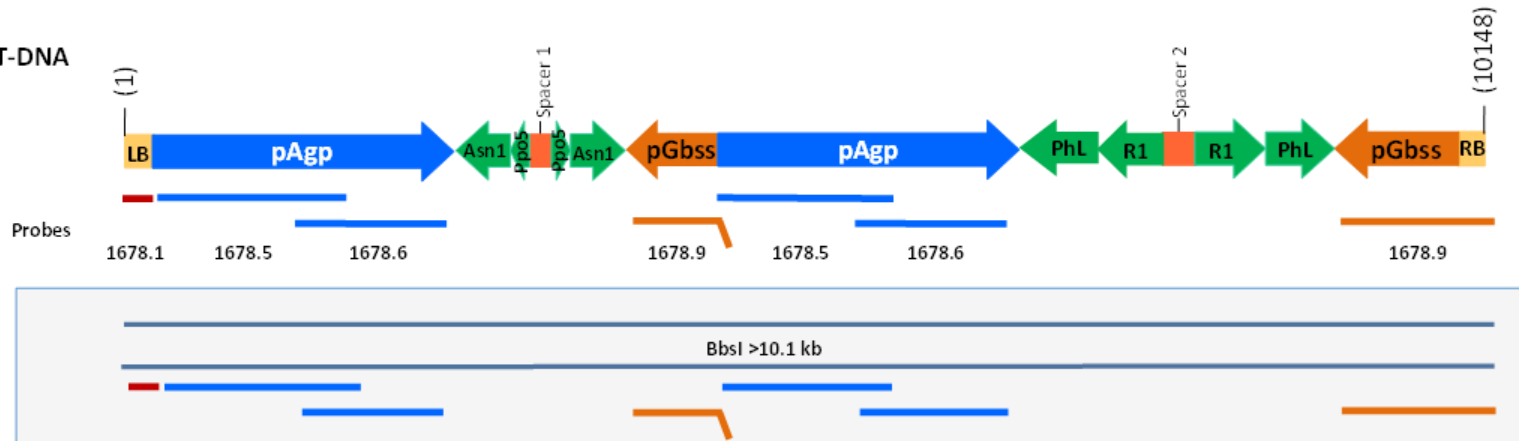 T-DNA
(1)
Spacer 1
Spacer 2
(10148)
LB pAgp Asn1 Ppo5 Ppo5 Asn1 pGbss pAgp PhL R1 R1 PhL pGbss RB
Probes
1678.1 1678.5 1678.6 1678.9 1678.5 1678.6 1678.9
BbsI >10.1 kb